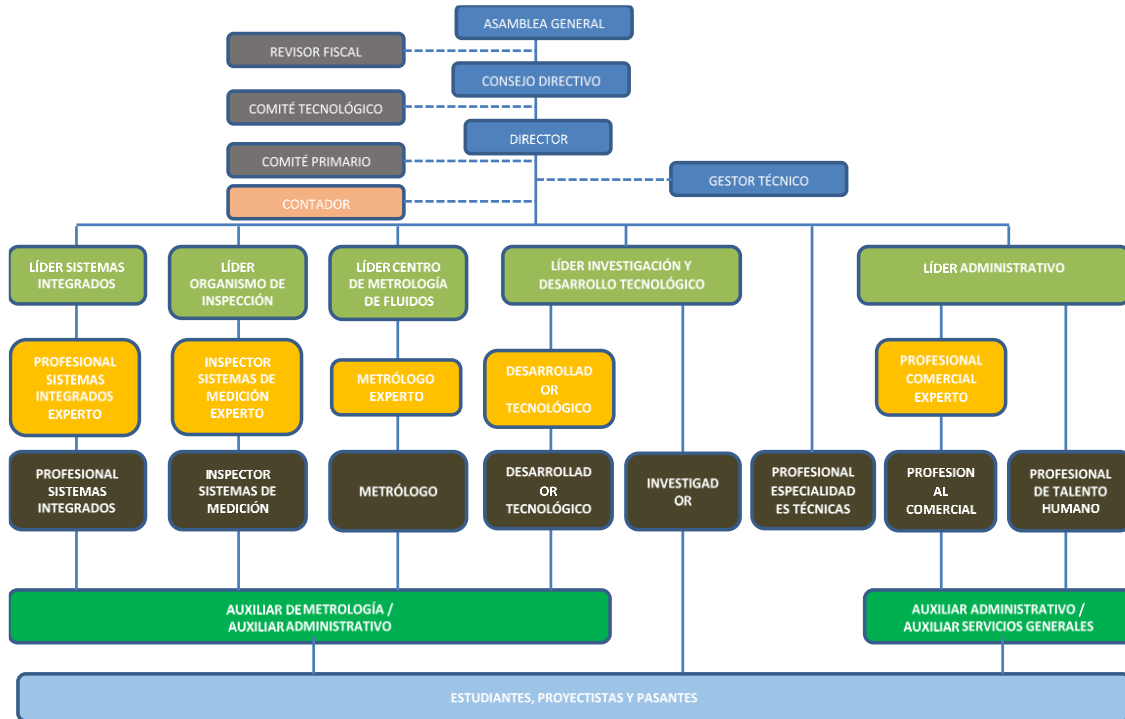 ASAMBLEA GENERAL
REVISOR FISCAL
CONSEJO DIRECTIVO
COMITÉ TECNOLÓGICO
DIRECTOR
COMITÉ PRIMARIO
GESTOR TÉCNICO
CONTADOR
LÍDER SISTEMAS
INTEGRADOS
LÍDER
ORGANISMO DE
INSPECCIÓN
LÍDER CENTRO
DE METROLOGÍA
DE FLUIDOS
LÍDER INVESTIGACIÓN Y
DESARROLLO TECNOLÓGICO
LÍDER ADMINISTRATIVO
PROFESIONAL
SISTEMAS
INTEGRADOS
EXPERTO
INSPECTOR
SISTEMAS DE
MEDICIÓN EXPERTO
METRÓLOGO
EXPERTO
DESARROLLAD
OR
TECNOLÓGICO
PROFESIONAL
COMERCIAL
EXPERTO
PROFESIONAL
SISTEMAS
INTEGRADOS
INSPECTOR
SISTEMAS DE
MEDICIÓN
METRÓLOGO
DESARROLLAD
OR
TECNOLÓGICO
INVESTIGAD
OR
PROFESIONAL
ESPECIALIDAD
ES TÉCNICAS
PROFESION
AL
COMERCIAL
PROFESIONAL
DE TALENTO
HUMANO
AUXILIAR DE METROLOGÍA /
AUXILIAR ADMINISTRATIVO
AUXILIAR ADMINISTRATIVO /
AUXILIAR SERVICIOS GENERALES
ESTUDIANTES, PROYECTISTAS Y PASANTES